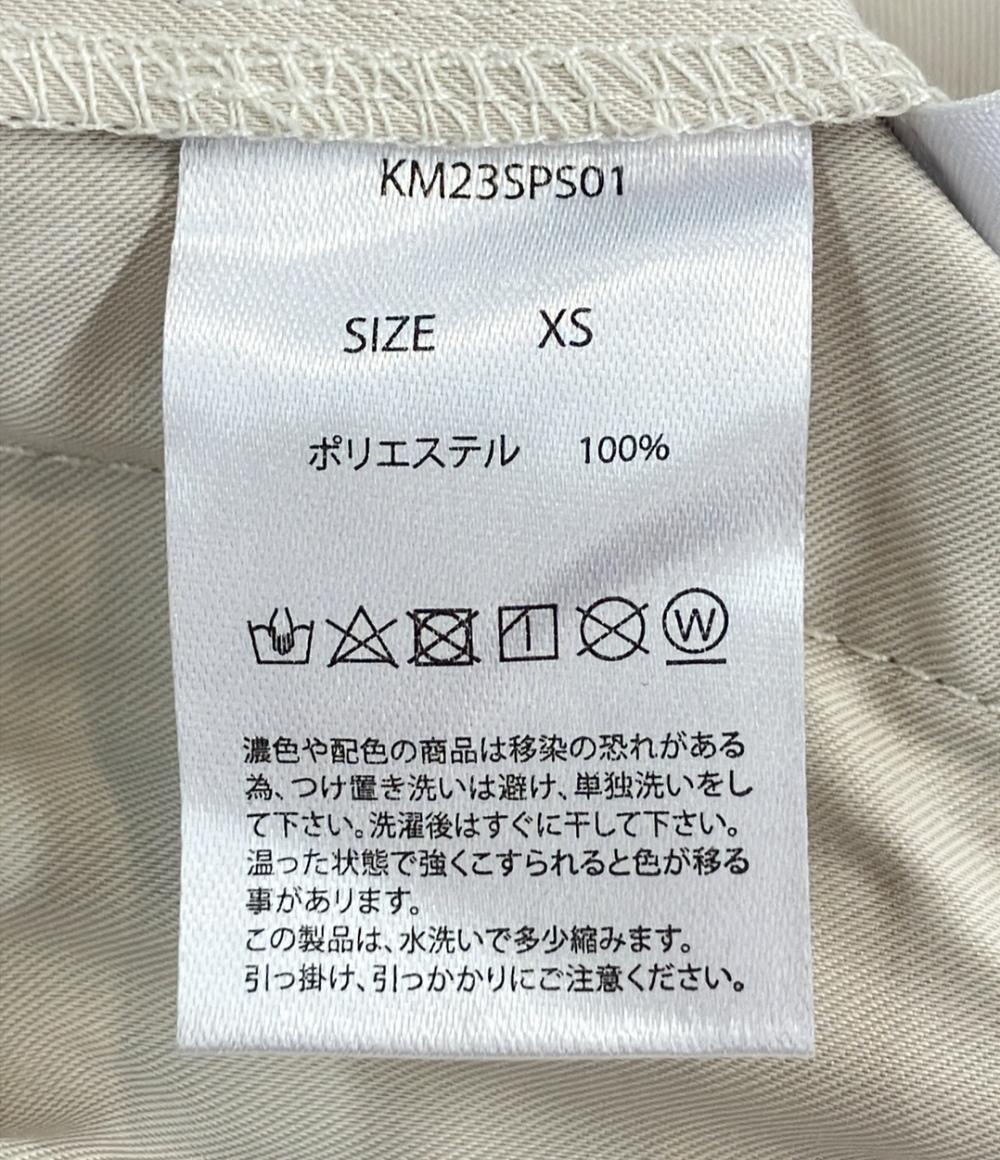 KM23SPS01
SIZE XS
ポリエステル 100%
W
濃色や配色の商品は移染の恐れがある
為、つけ置き洗いは避け、単独洗いをし
て下さい。洗濯後はすぐに干して下さい。
温った状態で強くこすられると色が移る
事があります。
この製品は、水洗いで多少縮みます。
引っ掛け、引っかかりにご注意ください。